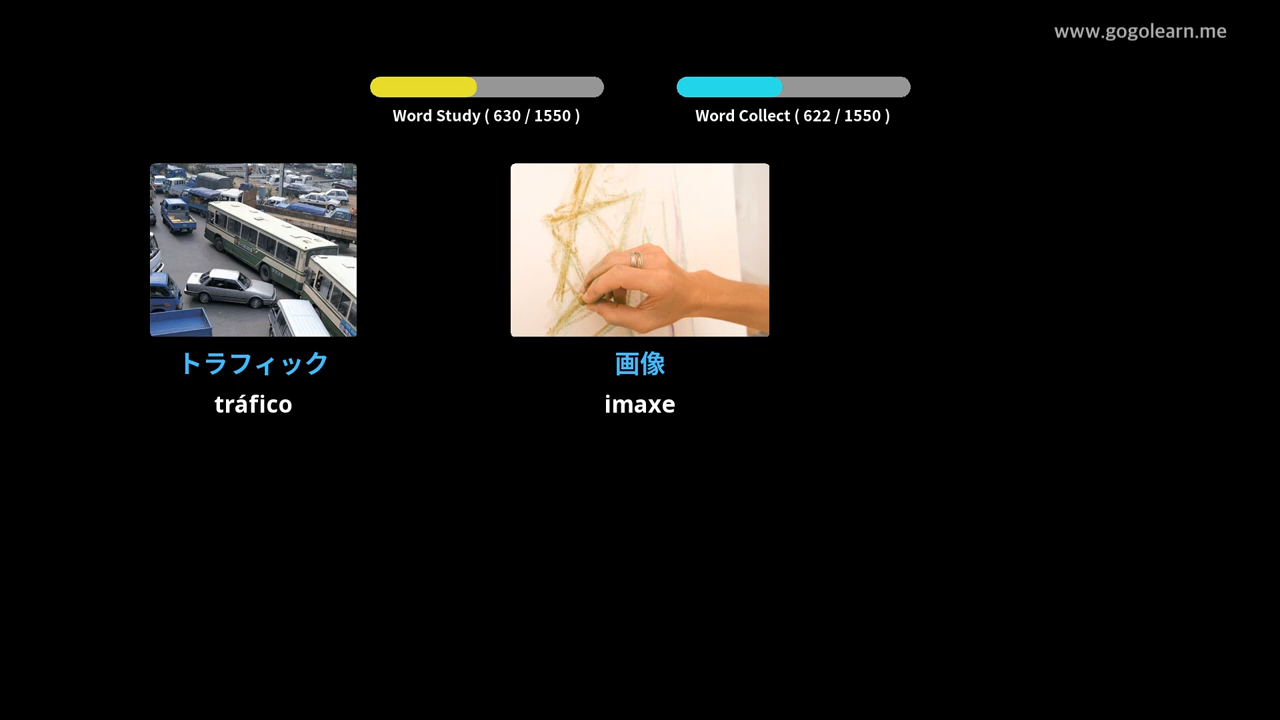 www.gogolearn.me
Word Study ( 630 / 1550 )
Word Collect ( 622 / 1550 )
トラフィック
tráfico
画像
imaxe